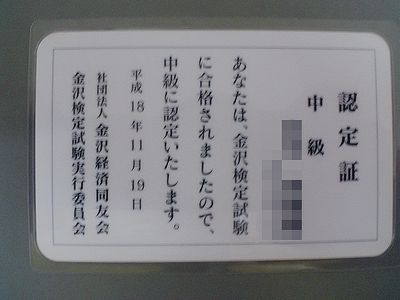 認定証
中級
あなたは、金沢検定試験
に合格されましたので、
中級に認定いたします。
平成18年11月19日
社団法人 金沢経済同友会
金沢検定試験実行委員会